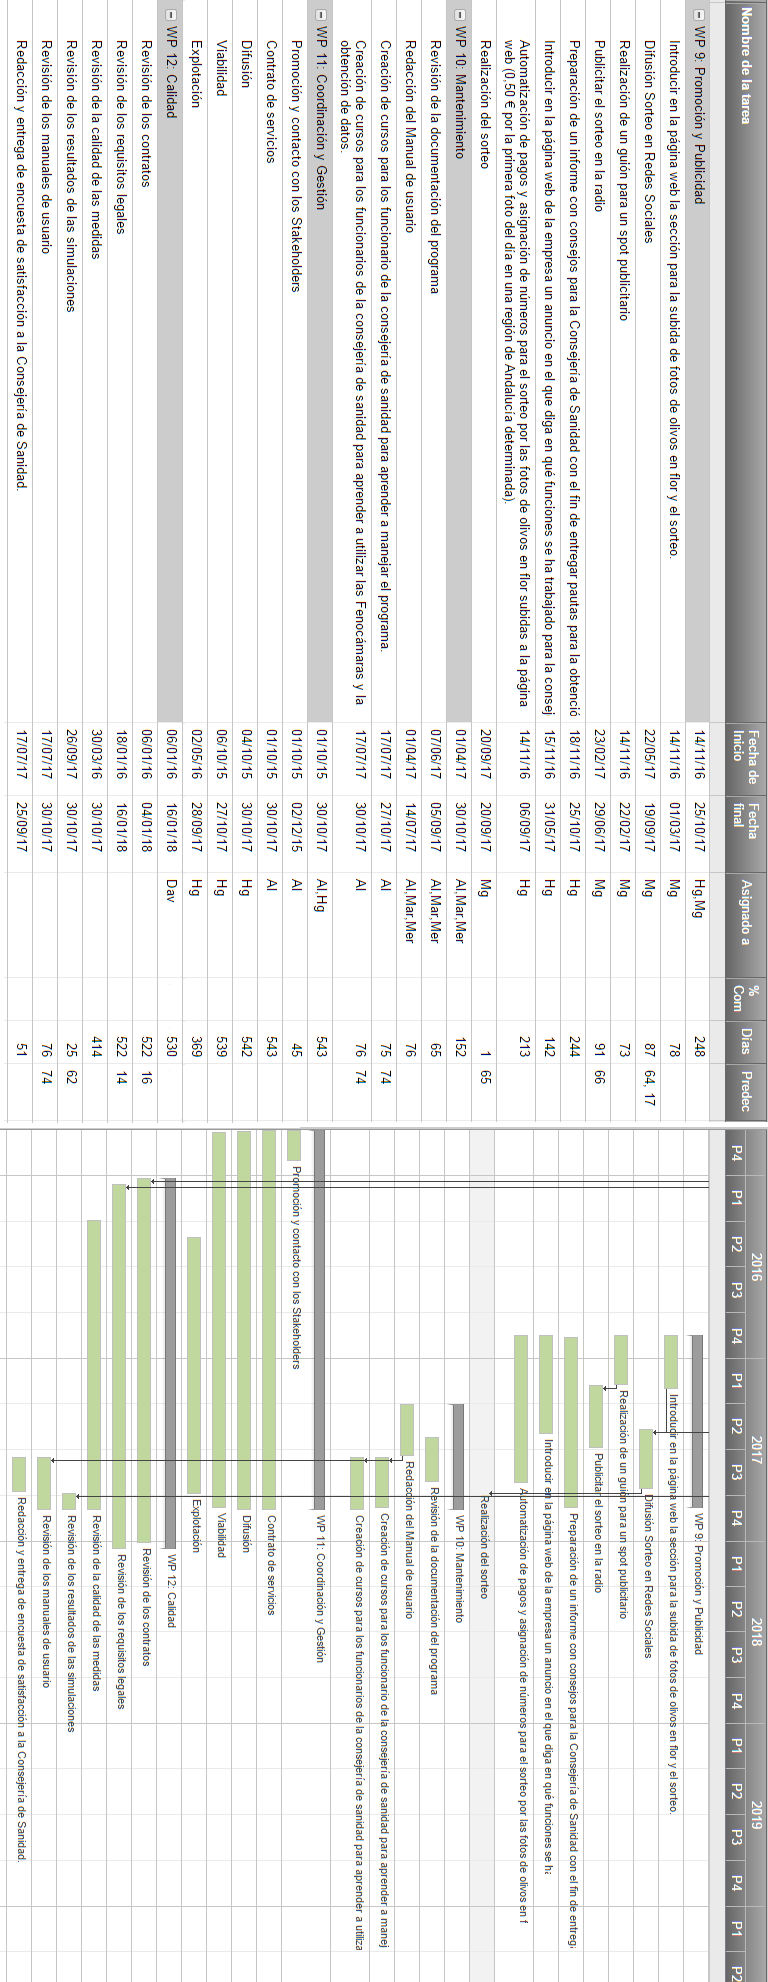 Nombre de la tarea Fecha de Inicio Fecha final Asignado a % Com Días Predec
WP 9: Promoción y Publicidad 14/11/16 25/10/17 Hg,Mg 248
Introducir en la página web la sección para la subida de fotos de olivos en flor y el sorteo. 14/11/16 01/03/17 Mg 78
Difusión Sorteo en Redes Sociales 22/05/17 19/09/17 Mg 87 64, 17
Realización de un guión para un spot publicitario 14/11/16 22/02/17 Mg 73
Publicitar el sorteo en la radio 23/02/17 29/06/17 Mg 91 66
Preparación de un informe con consejos para la Consejería de Sanidad con el fin de entregar pautas para la obtenció 18/11/16 25/10/17 Hg 244
Introducir en la página web de la empresa un anuncio en el que diga en qué funciones se ha trabajado para la consej 15/11/16 31/05/17 Hg 142
Automatización de pagos y asignación de números para el sorteo por las fotos de olivos en flor subidas a la página
web (0,50 € por la primera foto del día en una región de Andalucía determinada). 14/11/16 06/09/17 Hg 213
Realización del sorteo 20/09/17 20/09/17 Mg 1 65
WP 10: Mantenimiento 01/04/17 30/10/17 Al,Mar,Mer 152
Revisión de la documentación del programa 07/06/17 05/09/17 Al,Mar,Mer 65
Redacción del Manual de usuario 01/04/17 14/07/17 Al,Mar,Mer 76
Creación de cursos para los funcionario de la consejería de sanidad para aprender a manejar el programa. 17/07/17 27/10/17 Al 75 74
Creación de cursos para los funcionarios de la consejería de sanidad para aprender a utilizar las Fenocámaras y la
obtención de datos. 17/07/17 30/10/17 Al 76 74
WP 11: Coordinación y Gestión 01/10/15 30/10/17 Al,Hg 543
Promoción y contacto con los Stakeholders 01/10/15 02/12/15 Al 45
Contrato de servicios 01/10/15 30/10/17 Al 543
Difusión 04/10/15 30/10/17 Hg 542
Viabilidad 06/10/15 27/10/17 Hg 539
Explotación 02/05/16 28/09/17 Hg 369
WP 12: Calidad 06/01/16 16/01/18 Dav 530
Revisión de los contratos 06/01/16 04/01/18 522 16
Revisión de los requisitos legales 18/01/16 16/01/18 522 14
Revisión de la calidad de las medidas 30/03/16 30/10/17 414
Revisión de los resultados de las simulaciones 26/09/17 30/10/17 25 62
Revisión de los manuales de usuario 17/07/17 30/10/17 76 74
Redacción y entrega de encuesta de satisfacción a la Consejería de Sanidad. 17/07/17 25/09/17 51
2016 2017 2018 2019
P4 P1 P2 P3 P4 P1 P2 P3 P4 P1 P2 P3 P4 P1 P2 P3 P4 P1 P2
WP 9: Promoción y Publicidad
Introducir en la página web la sección para la subida de fotos de olivos en flor y el sorteo.
Difusión Sorteo en Redes Sociales
Realización de un guión para un spot publicitario
Publicitar el sorteo en la radio
Preparación de un informe con consejos para la Consejería de Sanidad con el fin de entreg
Introducir en la página web de la empresa un anuncio en el que diga en qué funciones se ha
Automatización de pagos y asignación de números para el sorteo por las fotos de olivos en f
Realización del sorteo
WP 10: Mantenimiento
Revisión de la documentación del programa
Redacción del Manual de usuario
Creación de cursos para los funcionario de la consejería de sanidad para aprender a manej
Creación de cursos para los funcionarios de la consejería de sanidad para aprender a utiliza
WP 11: Coordinación y Gestión
Promoción y contacto con los Stakeholders
Contrato de servicios
Difusión
Viabilidad
Explotación
WP 12: Calidad
Revisión de los contratos
Revisión de los requisitos legales
Revisión de la calidad de las medidas
Revisión de los resultados de las simulaciones
Revisión de los manuales de usuario
Redacción y entrega de encuesta de satisfacción a la Consejería de Sanidad.